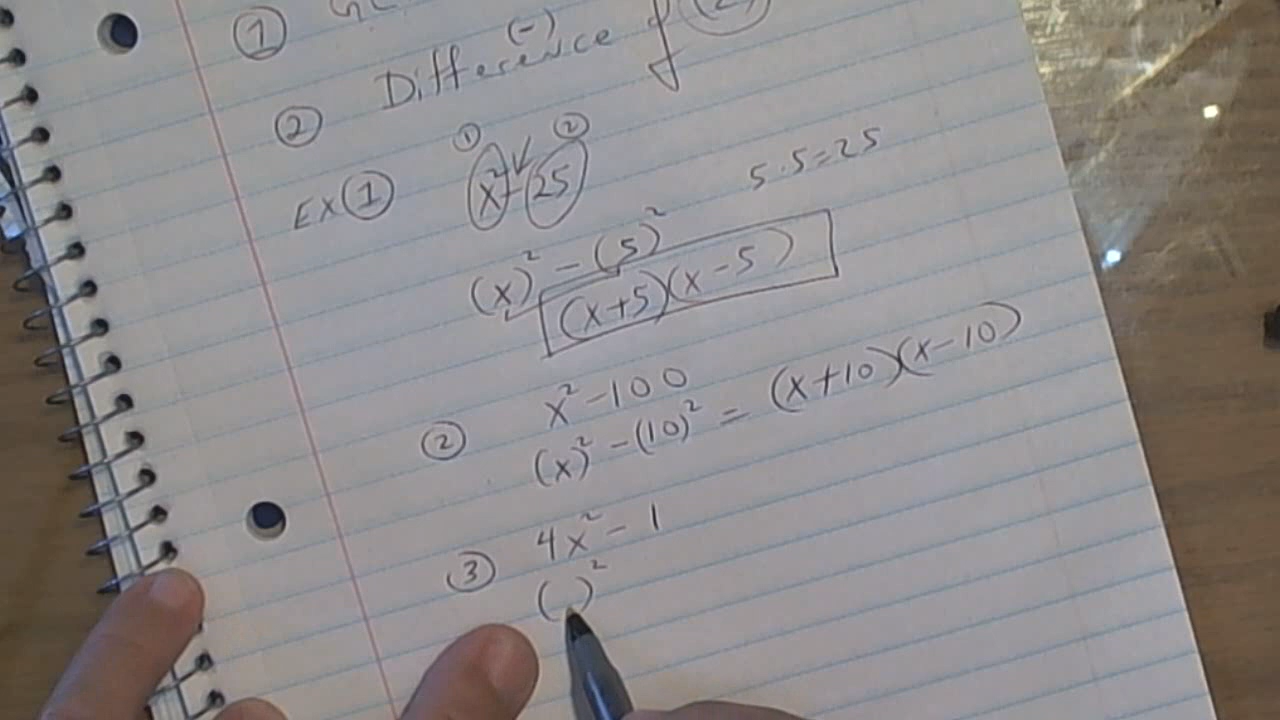 ①
② Difference of
(-)
Ex ① x² - 25
① ②
5·5=25
(x)² - (5)²
(x+5)(x-5)
② x² - 100
(x)² - (10)² = (x+10)(x-10)
③ 4x² - 1
( )²